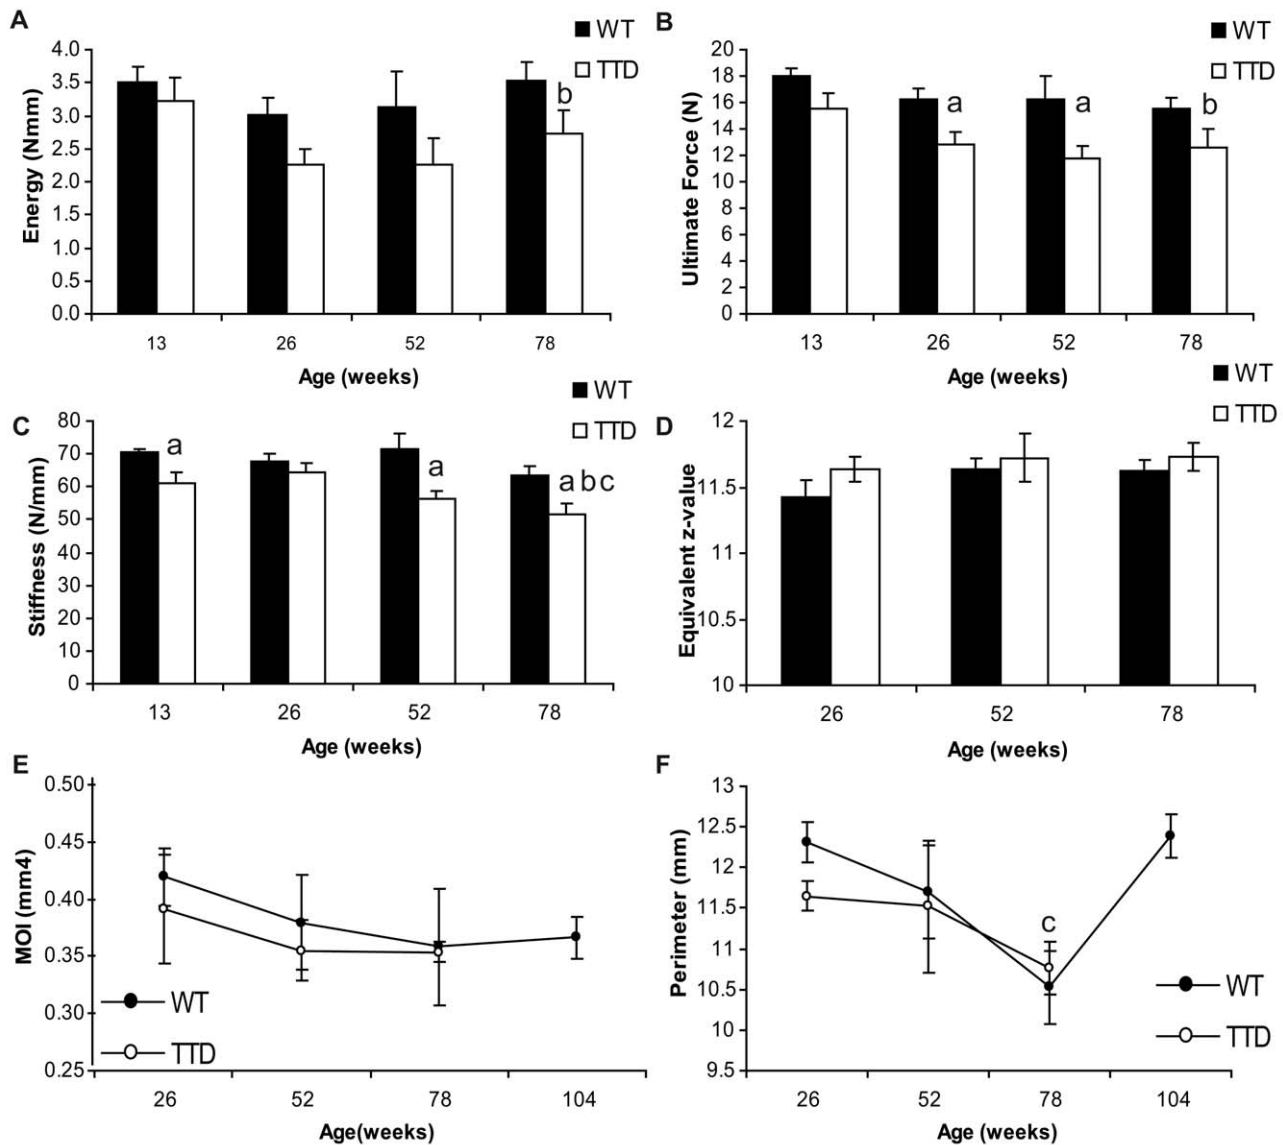 A
WT
TTD
4.0
3.5
3.0
2.5
2.0
1.5
1.0
0.5
0.0
Energy (Nmm)
b
13 26 52 78
Age (weeks)
B
WT
TTD
20
18
16
14
12
10
8
6
4
2
0
Ultimate Force (N)
a a b
13 26 52 78
Age (weeks)
C
WT
TTD
80
70
60
50
40
30
20
10
0
Stiffness (N/mm)
a a abc
13 26 52 78
Age (weeks)
D
WT
TTD
12
11.5
11
10.5
10
Equivalent z-value
26 52 78
Age (weeks)
E
0.50
0.45
0.40
0.35
0.30
0.25
MOI (mm4)
WT
TTD
26 52 78 104
Age(weeks)
F
13
12.5
12
11.5
11
10.5
10
9.5
Perimeter (mm)
c
WT
TTD
26 52 78 104
Age (weeks)